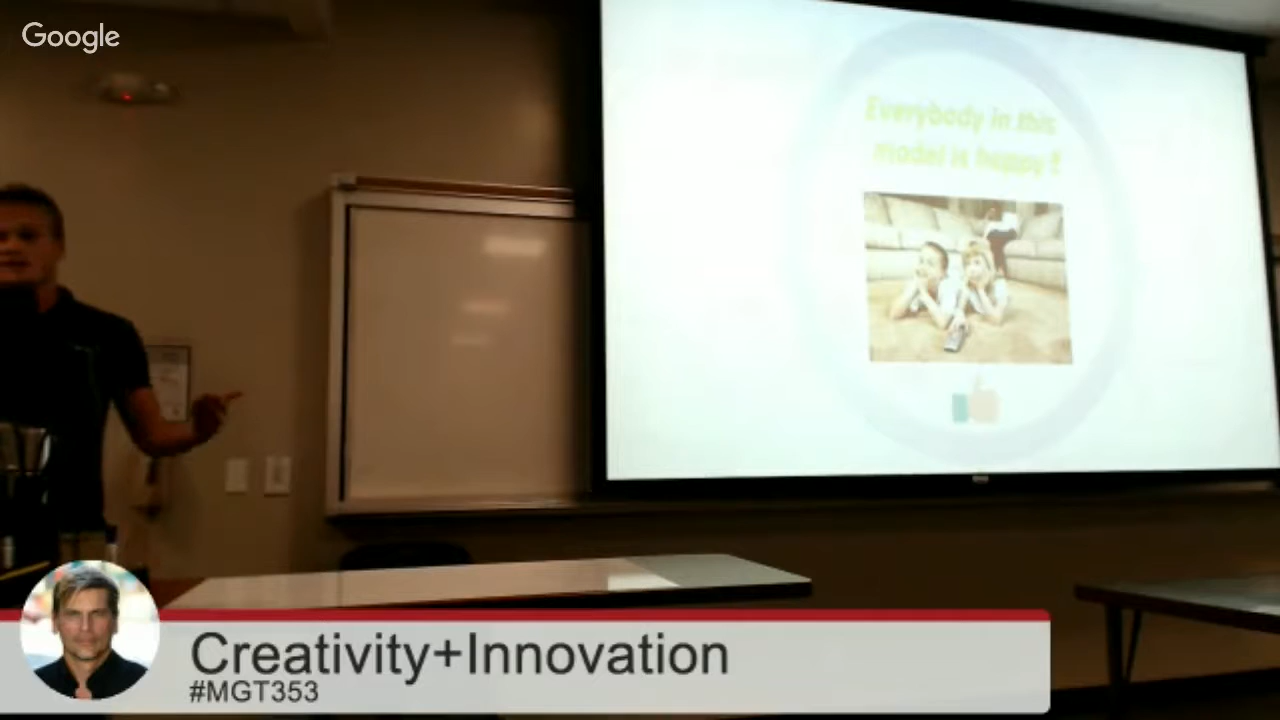 Google
Everybody in this
model is happy !
Creativity+Innovation
#MGT353